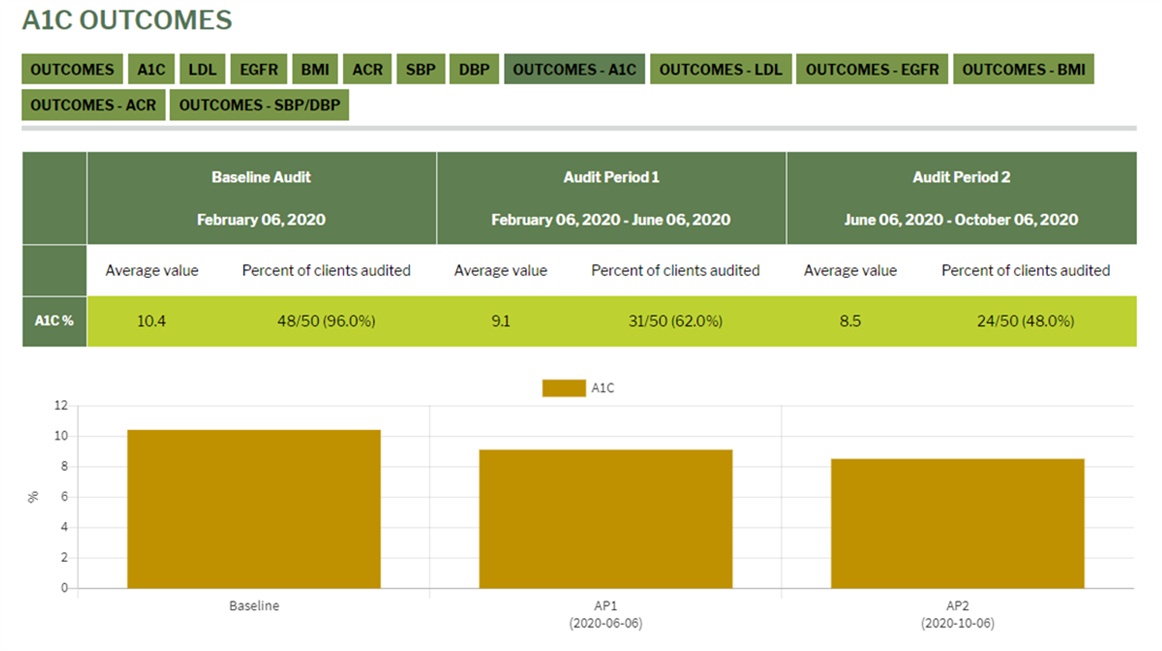 A1C OUTCOMES
OUTCOMES A1C LDL EGFR BMI ACR SBP DBP OUTCOMES - A1C OUTCOMES - LDL OUTCOMES - EGFR OUTCOMES - BMI
OUTCOMES - ACR OUTCOMES - SBP/DBP
Baseline Audit Audit Period 1 Audit Period 2
February 06, 2020 February 06, 2020 - June 06, 2020 June 06, 2020 - October 06, 2020
Average value Percent of clients audited Average value Percent of clients audited Average value Percent of clients audited
A1C % 10.4 48/50 (96.0%) 9.1 31/50 (62.0%) 8.5 24/50 (48.0%)
A1C
12
10
8
%
6
4
2
0
Baseline AP1 AP2
(2020-06-06) (2020-10-06)